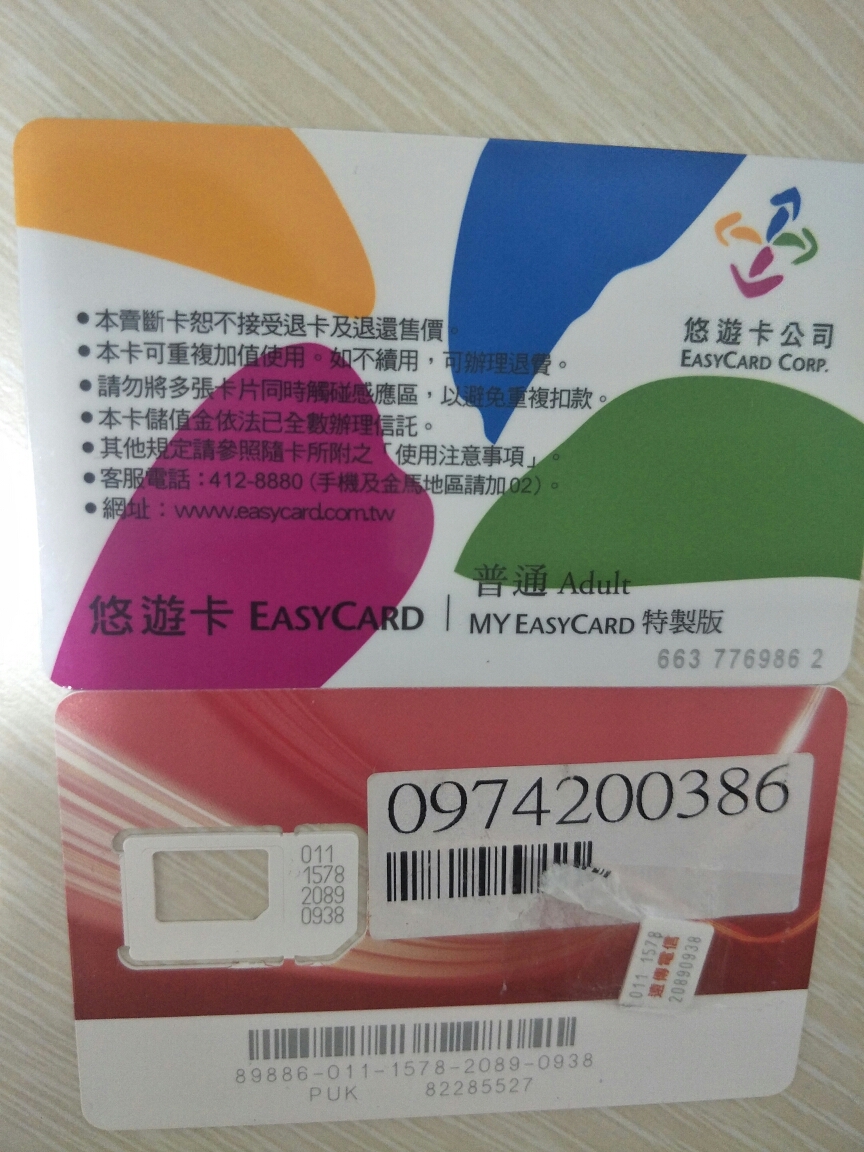 悠遊卡公司
EASYCARD CORP.
●本賣斷卡恕不接受退卡及退還售價。
●本卡可重複加值使用。如不續用，可辦理退費。
●請勿將多張卡片同時觸碰感應區，以避免重複扣款。
●本卡儲值金依法已全數辦理信託。
●其他規定請參照隨卡所附之「使用注意事項」。
●客服電話：412-8880（手機及金馬地區請加02）。
●網址：www.easycard.com.tw
悠遊卡 EASYCARD
普通 Adult
MY EASYCARD 特製版
663 776986 2
0974200386
011
1578
2089
0938
011 1578
遠傳電信
20890938
89886-011-1578-2089-0938
PUK 82285527